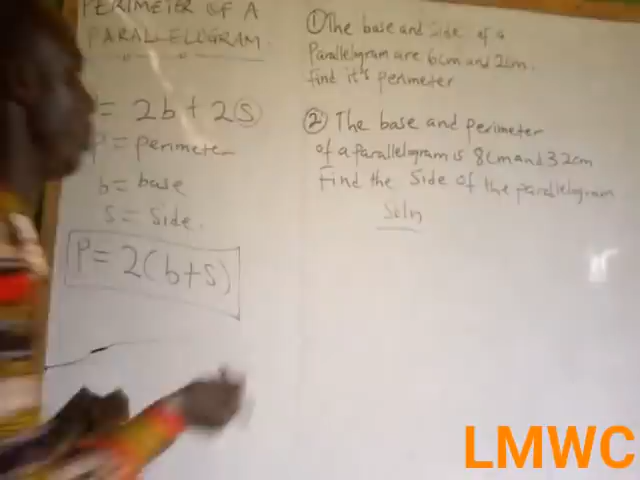 PERIMETER OF A
PARALLELOGRAM
= 2b + 2s
P = perimeter
b = base
s = side.
P = 2(b+s)
① The base and side of a
Parallelogram are 6cm and 2cm.
find it's perimeter
② The base and perimeter
of a parallelogram is 8cm and 32cm
Find the side of the parallelogram
Soln
LMWC